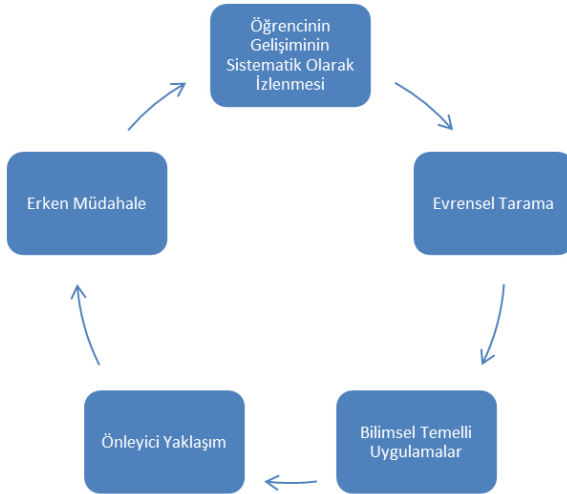 Öğrencinin
Gelişiminin
Sistematik Olarak
İzlenmesi
Evrensel Tarama
Bilimsel Temelli
Uygulamalar
Önleyici Yaklaşım
Erken Müdahale